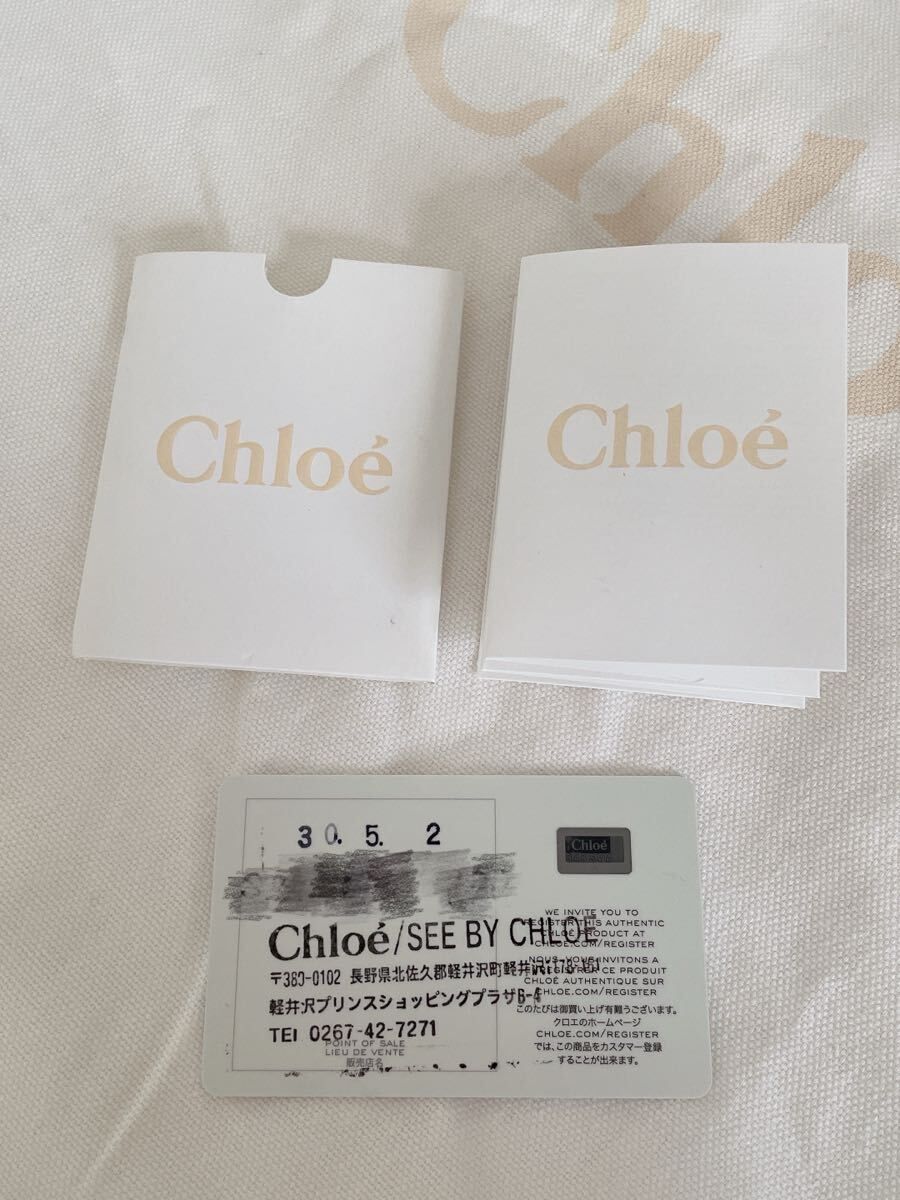 Chloé
Chloé
30. 5. 2
Chloé
Chloé/SEE BY CHLOE
〒389-0102 長野県北佐久郡軽井沢町軽井沢1178
軽井沢プリンスショッピングプラザ
TEl 0267-42-7271
POINT OF SALE
LIEU DE VENTE
販売店名
WE INVITE YOU TO
REGISTER THIS AUTHENTIC
CHLOÉ PRODUCT AT
CHLOE.COM/REGISTER
NOUS VOUS INVITONS A
ENREGISTRER CE PRODUIT
CHLOÉ AUTHENTIQUE SUR
CHLOE.COM/REGISTER
このたびは御買い上げ有難うございます。
クロエのホームページ
CHLOE.COM/REGISTER
では、この商品をカスタマー登録
することが出来ます。